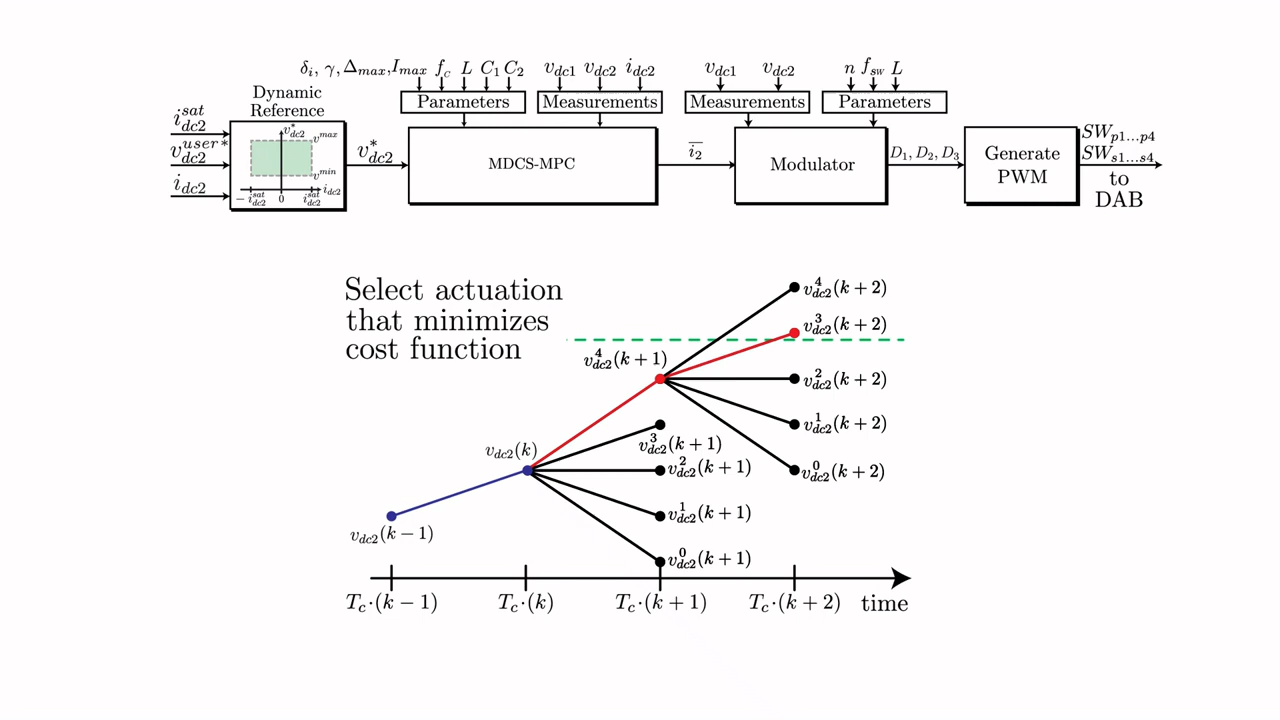 δ_i, γ, Δ_max, I_max f_c L C_1 C_2
v_dc1 v_dc2 i_dc2
v_dc1 v_dc2
n f_sw L
Dynamic
Reference
Parameters
Measurements
Measurements
Parameters
i_dc2^sat
v_dc2^user*
i_dc2
v_dc2^*
v^max
v^min
i_dc2
-i_dc2^sat 0 i_dc2^sat
v_dc2^*
MDCS-MPC
i_2
Modulator
D_1, D_2, D_3
Generate
PWM
SW_p1...p4
SW_s1...s4
to
DAB
Select actuation
that minimizes
cost function
v_dc2^4(k+2)
v_dc2^3(k+2)
v_dc2^4(k+1)
v_dc2^2(k+2)
v_dc2^1(k+2)
v_dc2^0(k+2)
v_dc2(k)
v_dc2^3(k+1)
v_dc2^2(k+1)
v_dc2^1(k+1)
v_dc2(k−1)
v_dc2^0(k+1)
T_c·(k−1) T_c·(k) T_c·(k+1) T_c·(k+2) time